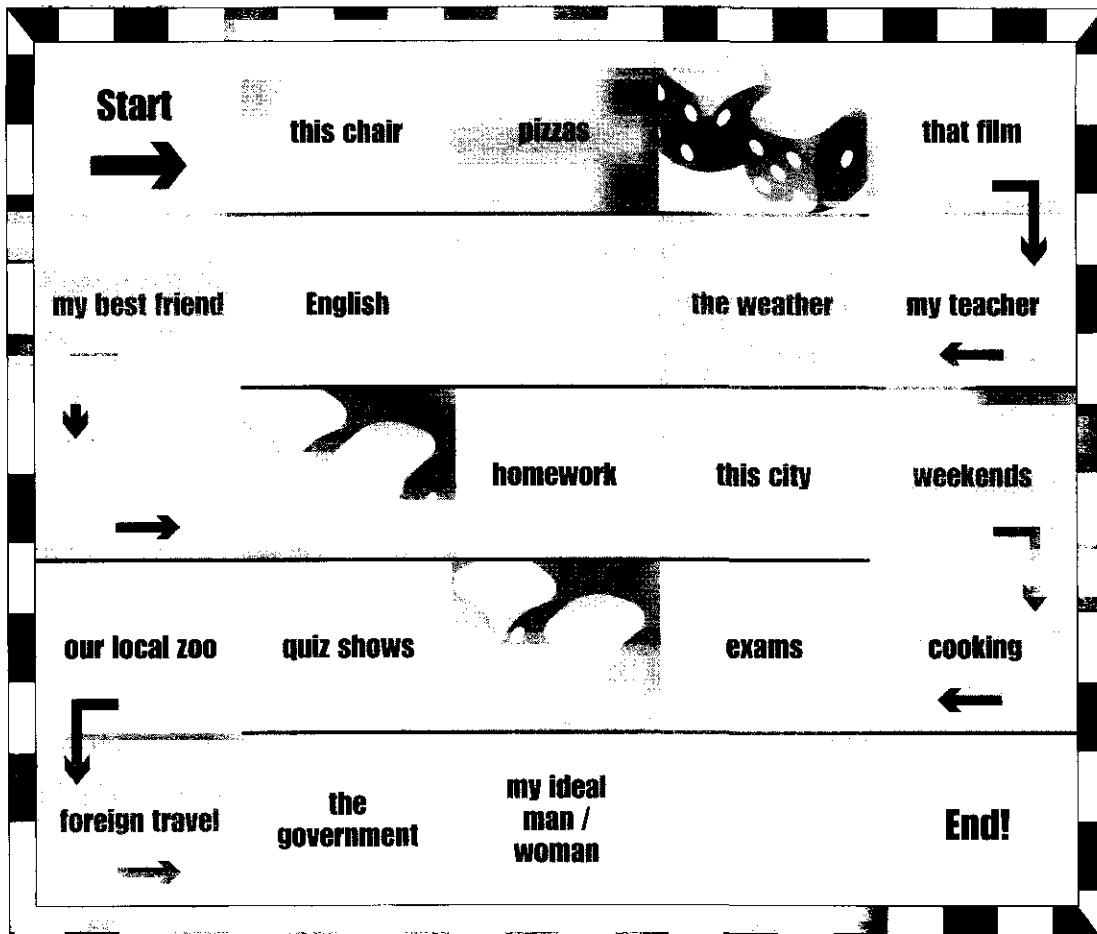 Start
this chair
pizzas
that film
my best friend
English
the weather
my teacher
homework
this city
weekends
our local zoo
quiz shows
exams
cooking
foreign travel
the
government
my ideal
man /
woman
End!